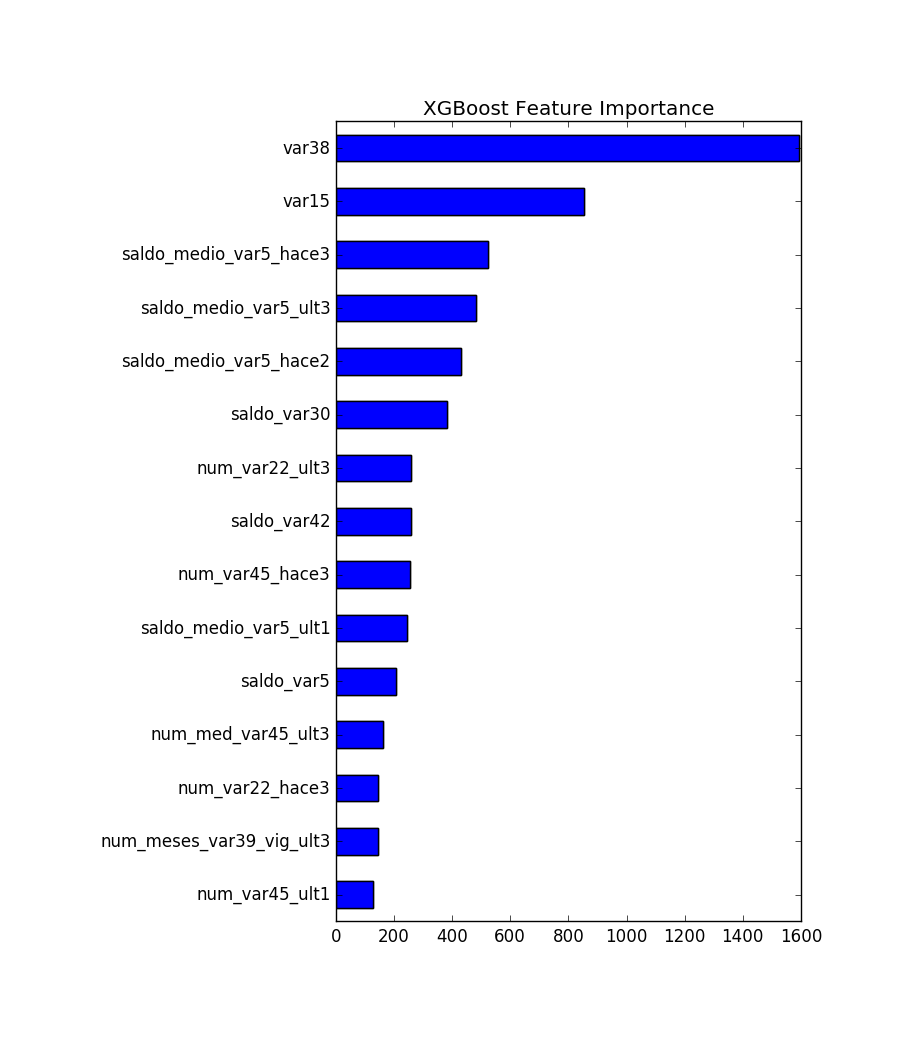 XGBoost Feature Importance
var38
var15
saldo_medio_var5_hace3
saldo_medio_var5_ult3
saldo_medio_var5_hace2
saldo_var30
num_var22_ult3
saldo_var42
num_var45_hace3
saldo_medio_var5_ult1
saldo_var5
num_med_var45_ult3
num_var22_hace3
num_meses_var39_vig_ult3
num_var45_ult1
0 200 400 600 800 1000 1200 1400 1600